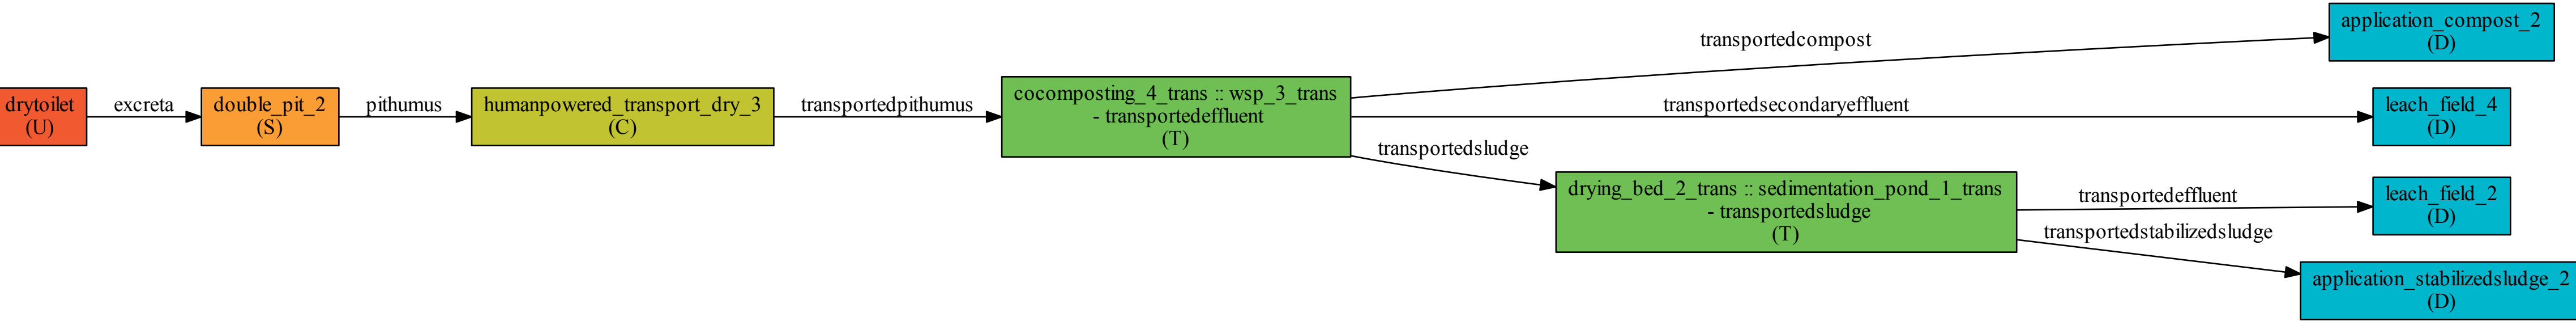 drytoilet
(U)
excreta
double_pit_2
(S)
pithumus
humanpowered_transport_dry_3
(C)
transportedpithumus
cocomposting_4_trans :: wsp_3_trans
- transportedeffluent
(T)
transportedcompost
application_compost_2
(D)
transportedsecondaryeffluent
leach_field_4
(D)
transportedsludge
drying_bed_2_trans :: sedimentation_pond_1_trans
- transportedsludge
(T)
transportedeffluent
leach_field_2
(D)
transportedstabilizedsludge
application_stabilizedsludge_2
(D)